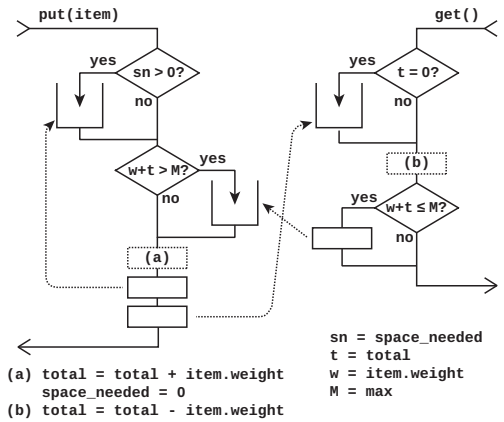 put(item)
get()
yes
sn > 0?
no
yes
t = 0?
no
w+t > M?
yes
no
(b)
yes
w+t ≤ M?
no
(a)
sn = space_needed
t = total
w = item.weight
M = max
(a) total = total + item.weight
space_needed = 0
(b) total = total - item.weight